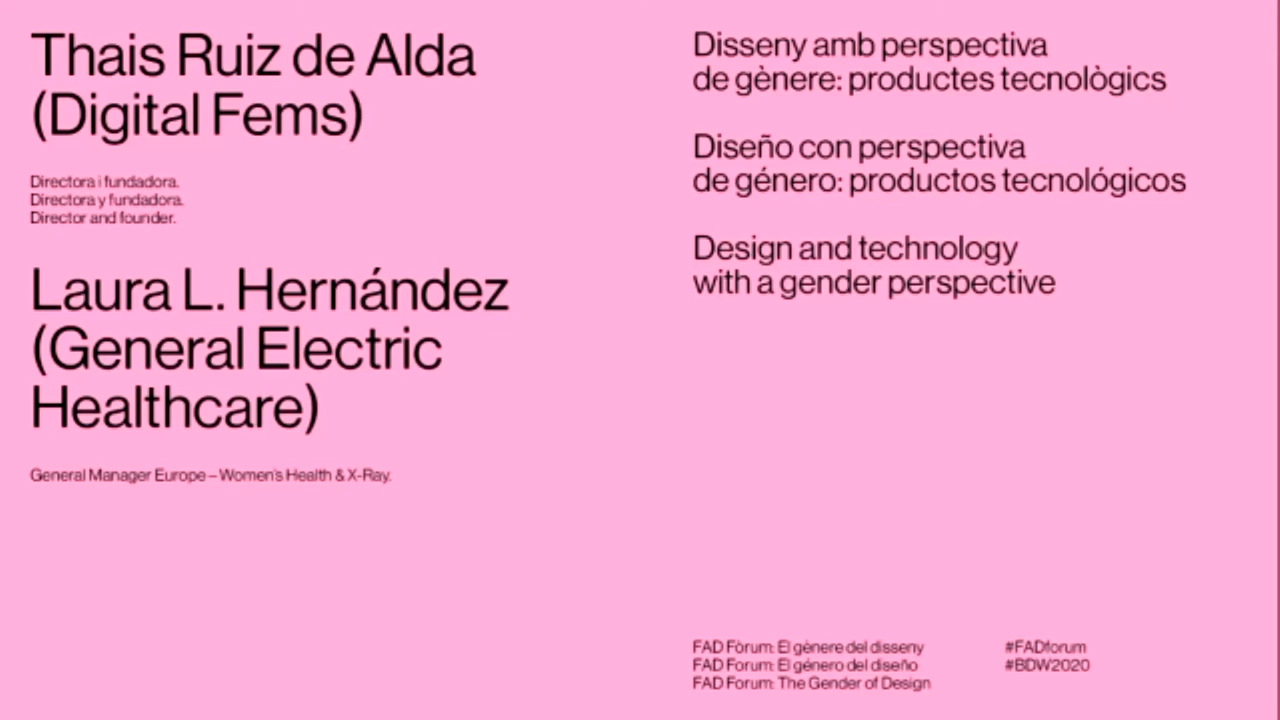 Thais Ruiz de Alda
(Digital Fems)
Directora i fundadora.
Directora y fundadora.
Director and founder.
Laura L. Hernández
(General Electric
Healthcare)
General Manager Europe – Women's Health & X-Ray.
Disseny amb perspectiva
de gènere: productes tecnològics
Diseño con perspectiva
de género: productos tecnológicos
Design and technology
with a gender perspective
FAD Fòrum: El gènere del disseny
FAD Forum: El género del diseño
FAD Forum: The Gender of Design
#FADforum
#BDW2020